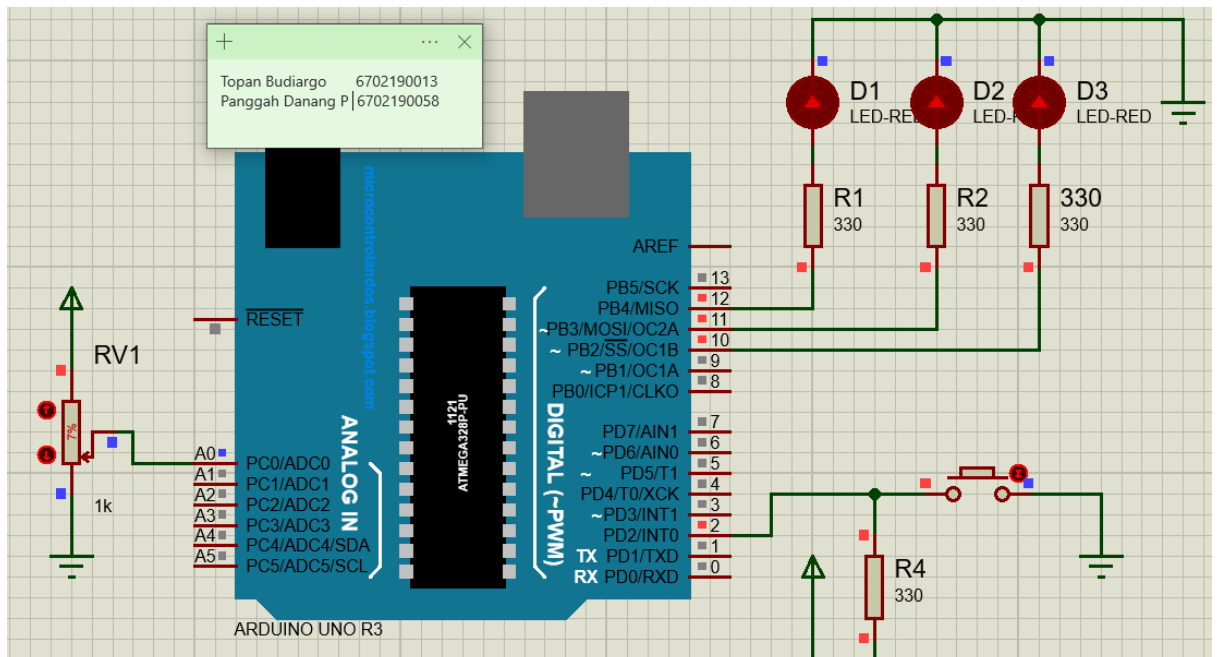 Topan Budiargo 6702190013
Panggah Danang P 6702190058
D1
LED-RED
D2
LED-R
D3
LED-RED
R1
330
R2
330
330
330
microcontrolandos.blogspot.com
AREF
PB5/SCK 13
PB4/MISO 12
~PB3/MOSI/OC2A 11
~ PB2/SS/OC1B 10
~ PB1/OC1A 9
PB0/ICP1/CLKO 8
PD7/AIN1 7
~PD6/AIN0 6
~ PD5/T1 5
PD4/T0/XCK 4
~PD3/INT1 3
PD2/INT0 2
TX PD1/TXD 1
RX PD0/RXD 0
RESET
RV1
7%
1k
A0 PC0/ADC0
A1 PC1/ADC1
A2 PC2/ADC2
A3 PC3/ADC3
A4 PC4/ADC4/SDA
A5 PC5/ADC5/SCL
ANALOG IN
1121
ATMEGA328P-PU
DIGITAL (~PWM)
R4
330
ARDUINO UNO R3